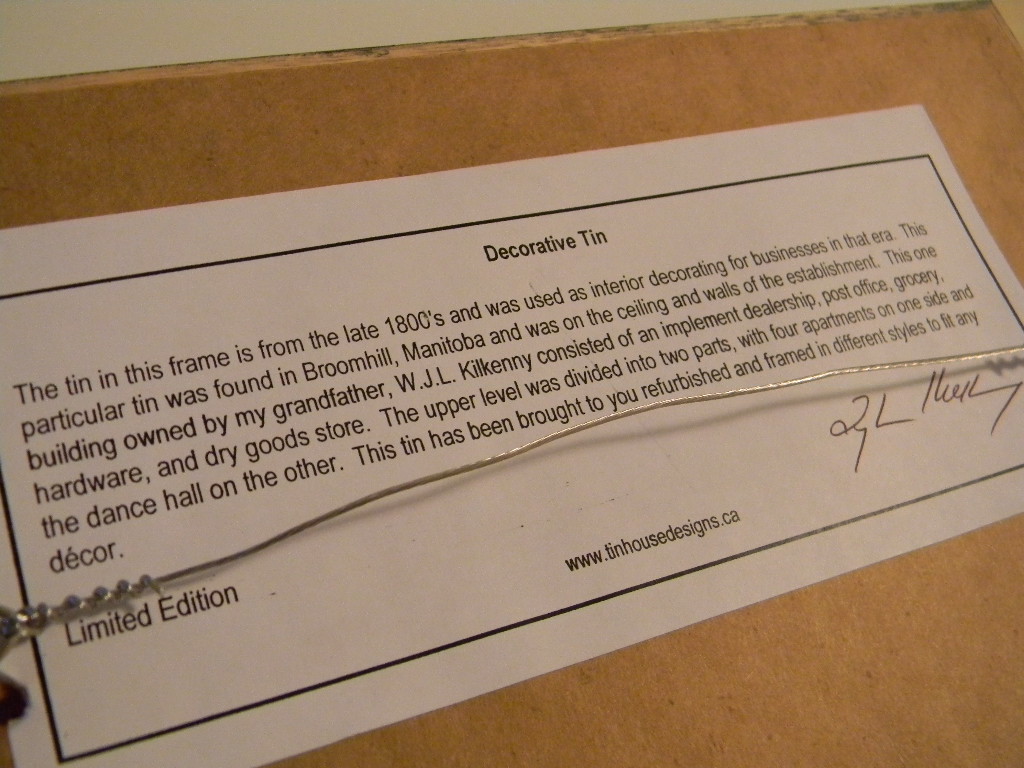 Decorative Tin
The tin in this frame is from the late 1800's and was used as interior decorating for businesses in that era. This
particular tin was found in Broomhill, Manitoba and was on the ceiling and walls of the establishment. This one
building owned by my grandfather, W.J.L. Kilkenny consisted of an implement dealership, post office, grocery,
hardware, and dry goods store. The upper level was divided into two parts, with four apartments on one side and
the dance hall on the other. This tin has been brought to you refurbished and framed in different styles to fit any
décor.
Limited Edition
www.tinhousedesigns.ca